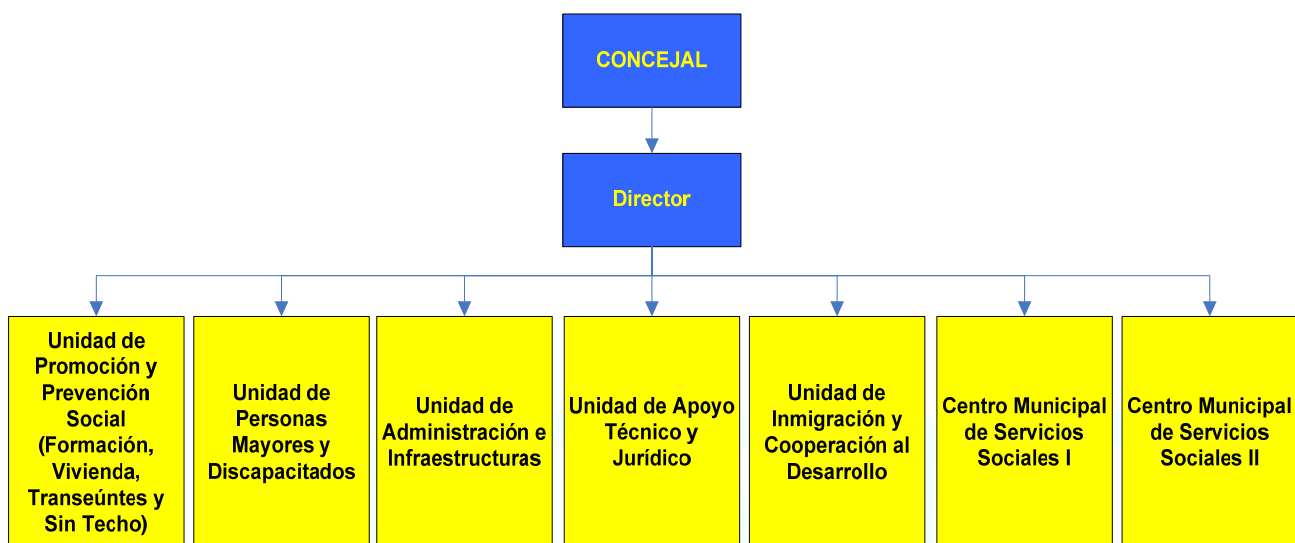 CONCEJAL
Director
Unidad de
Promoción y
Prevención
Social
(Formación,
Vivienda,
Transeúntes y
Sin Techo)
Unidad de
Personas
Mayores y
Discapacitados
Unidad de
Administración e
Infraestructuras
Unidad de Apoyo
Técnico y
Jurídico
Unidad de
Inmigración y
Cooperación al
Desarrollo
Centro Municipal
de Servicios
Sociales I
Centro Municipal
de Servicios
Sociales II